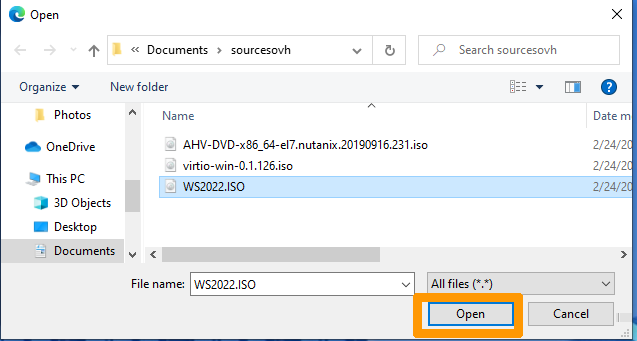 Open
Documents > sourcesovh
Search sourcesovh
Organize
New folder
?
Photos
OneDrive
This PC
3D Objects
Desktop
Documents
Name
Date m
AHV-DVD-x86_64-el7.nutanix.20190916.231.iso
2/24/20
virtio-win-0.1.126.iso
2/24/20
WS2022.ISO
2/24/20
File name:
WS2022.ISO
All files (*.*)
Open
Cancel